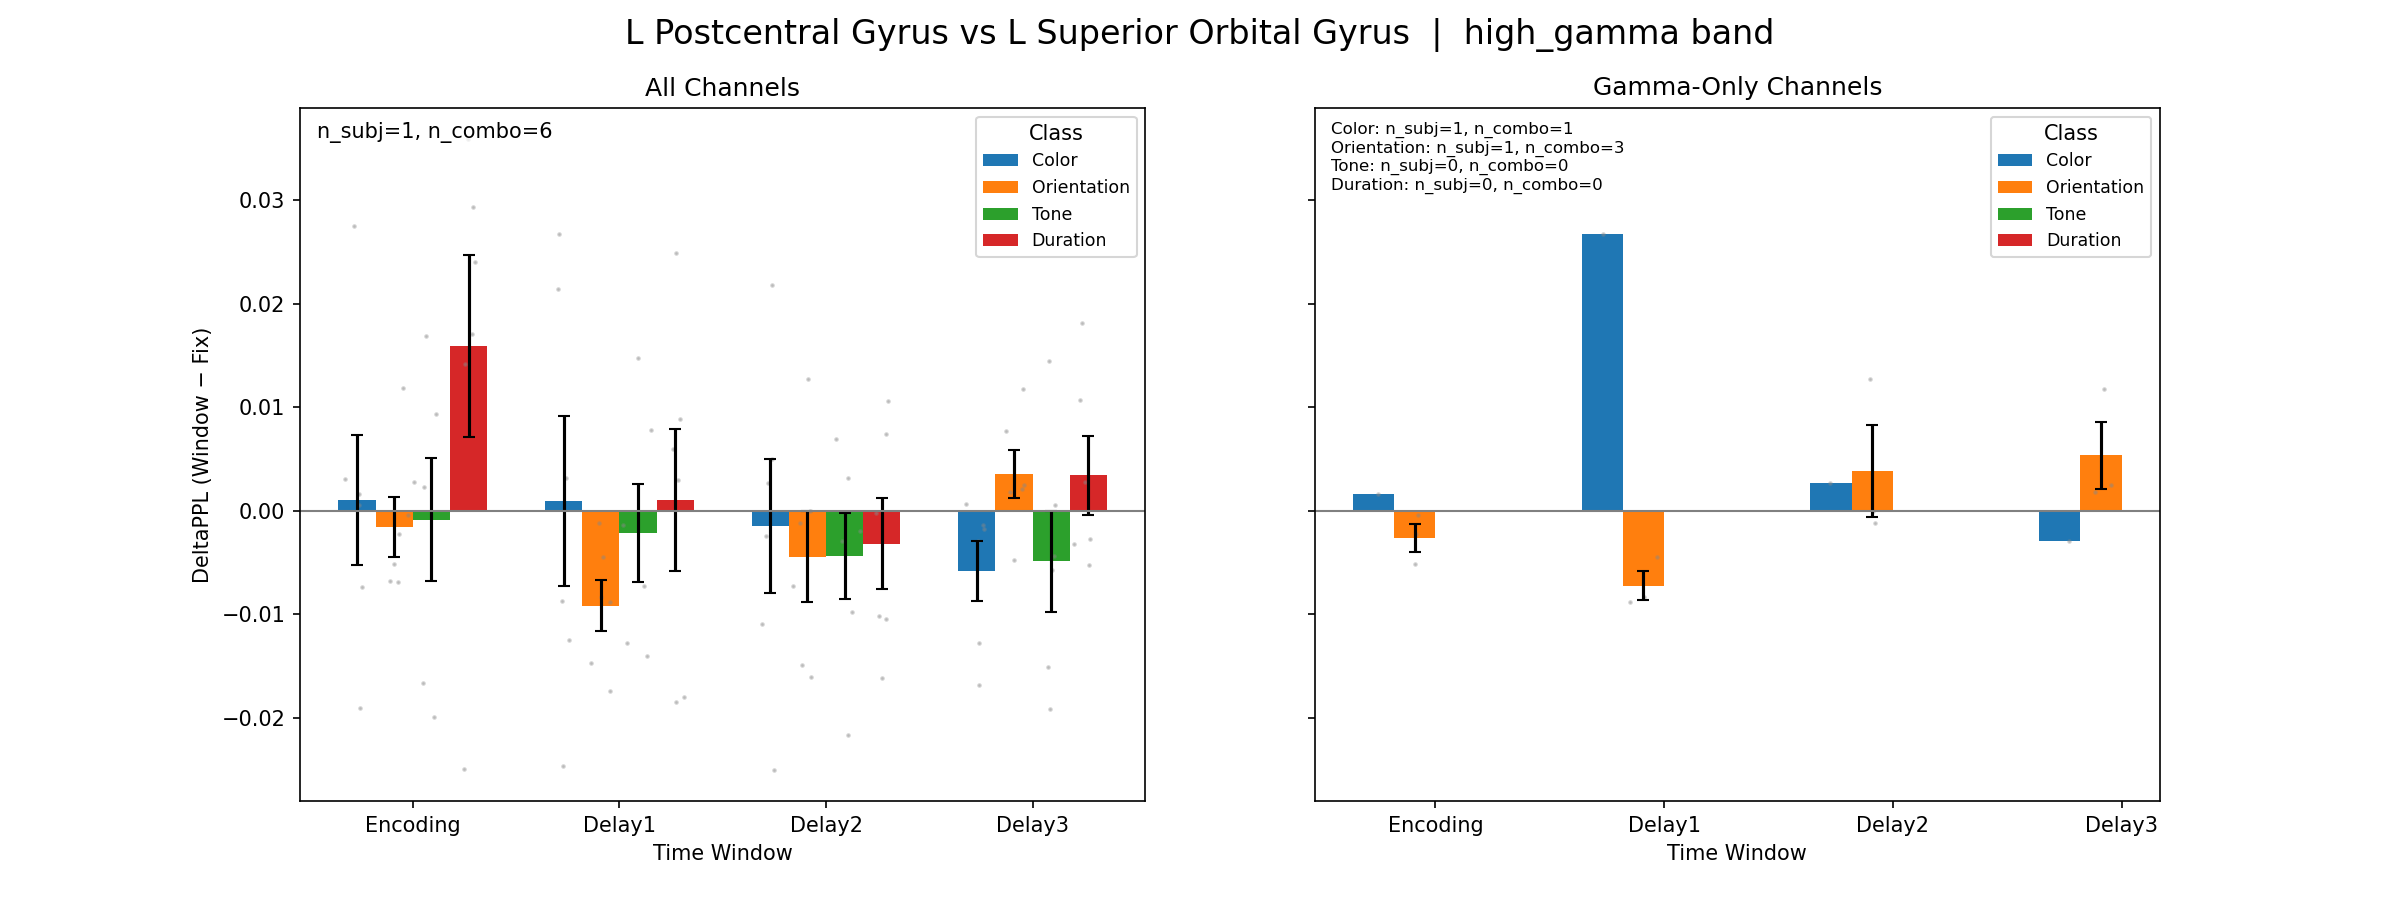 L Postcentral Gyrus vs L Superior Orbital Gyrus | high_gamma band
All Channels
n_subj=1, n_combo=6
Class
Color
Orientation
Tone
Duration
0.03
0.02
0.01
0.00
−0.01
−0.02
DeltaPPL (Window − Fix)
Encoding
Delay1
Delay2
Delay3
Time Window
Gamma-Only Channels
Color: n_subj=1, n_combo=1
Orientation: n_subj=1, n_combo=3
Tone: n_subj=0, n_combo=0
Duration: n_subj=0, n_combo=0
Class
Color
Orientation
Tone
Duration
Encoding
Delay1
Delay2
Delay3
Time Window